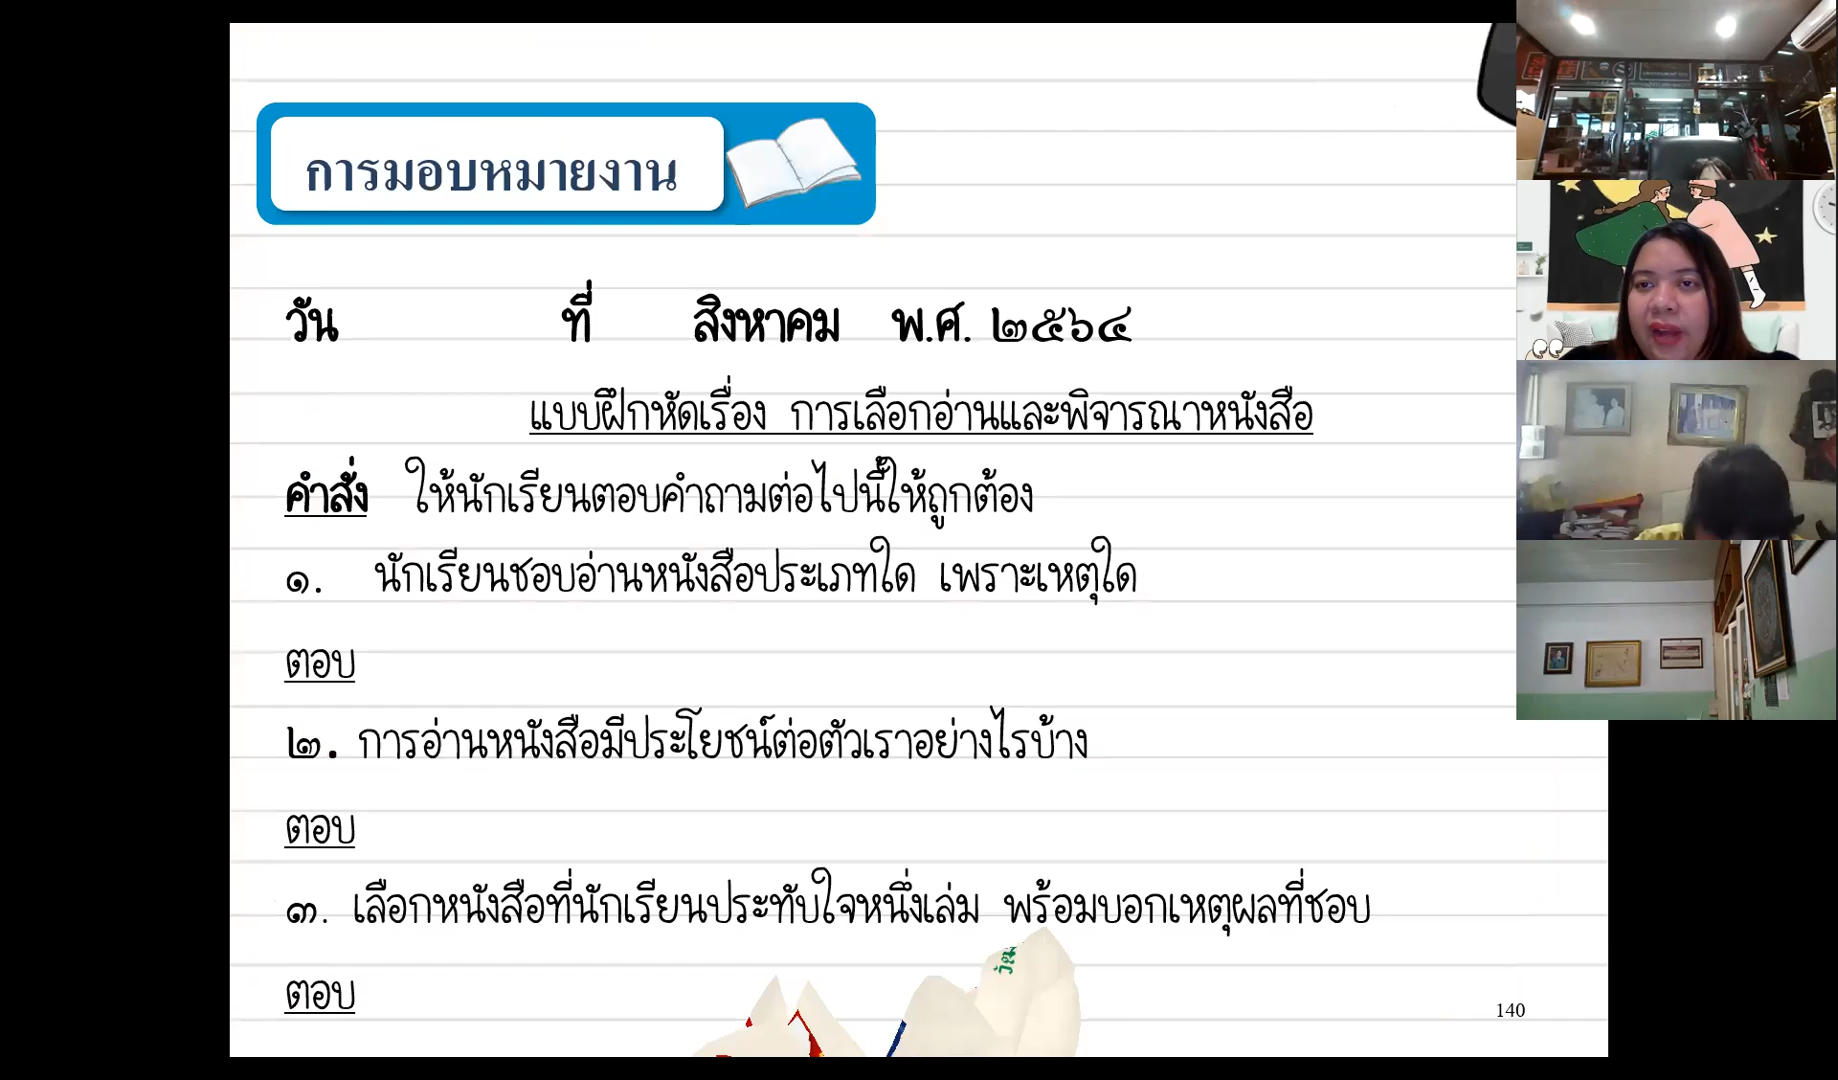 การมอบหมายงาน
วัน ที่ สิงหาคม พ.ศ. ๒๕๖๔
แบบฝึกหัดเรื่อง การเลือกอ่านและพิจารณาหนังสือ
คำสั่ง ให้นักเรียนตอบคำถามต่อไปนี้ให้ถูกต้อง
๑. นักเรียนชอบอ่านหนังสือประเภทใด เพราะเหตุใด
ตอบ
๒. การอ่านหนังสือมีประโยชน์ต่อตัวเราอย่างไรบ้าง
ตอบ
๓. เลือกหนังสือที่นักเรียนประทับใจหนึ่งเล่ม พร้อมบอกเหตุผลที่ชอบ
ตอบ
140